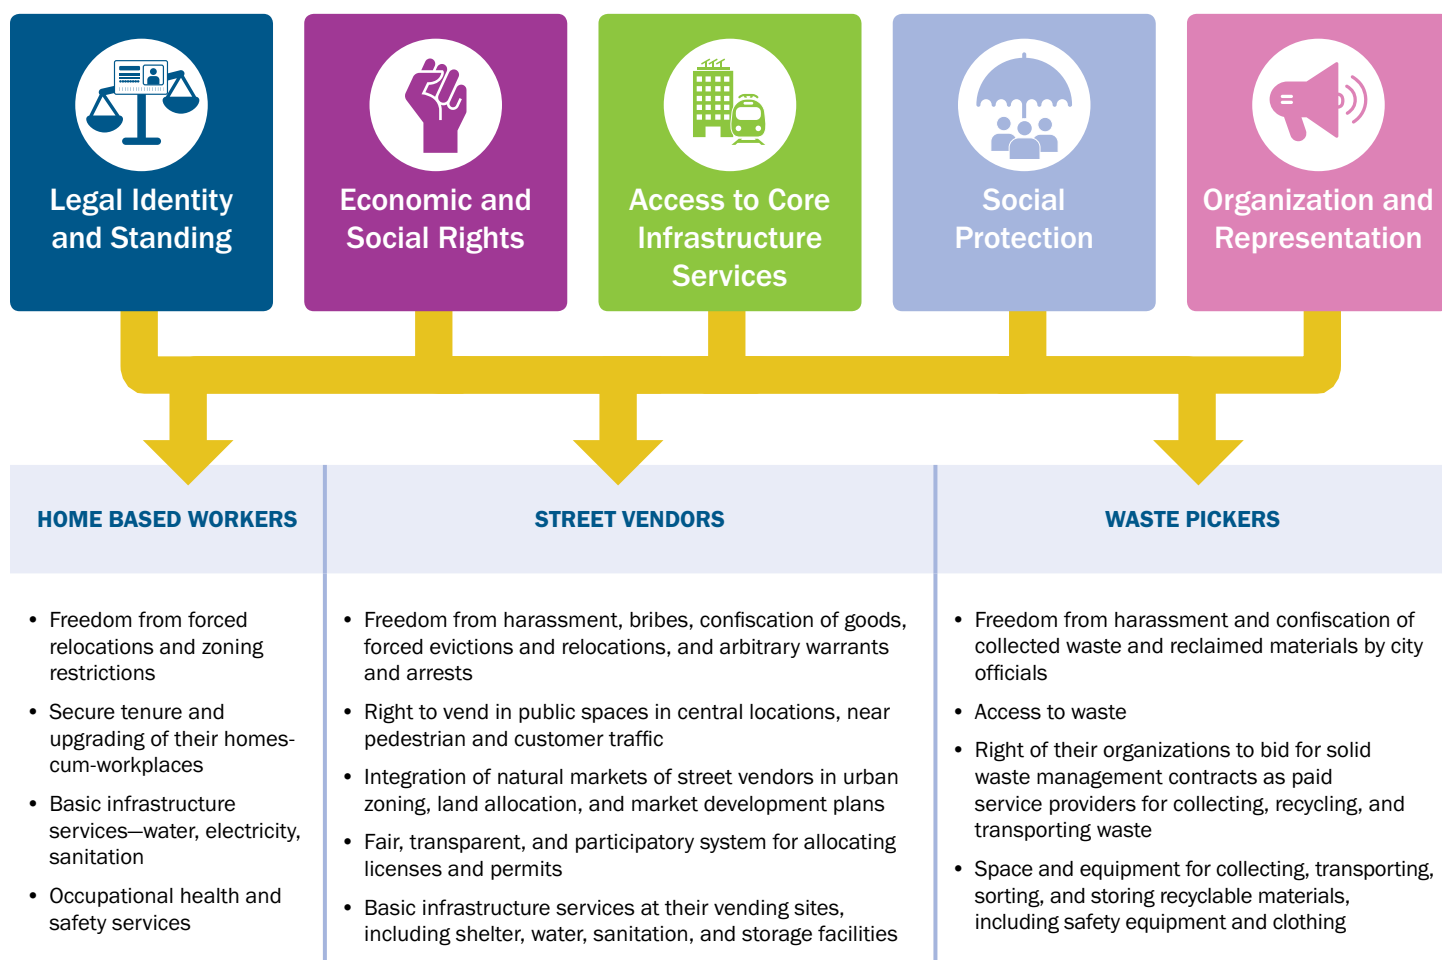 Legal Identity
and Standing
Economic and
Social Rights
Access to Core
Infrastructure
Services
Social
Protection
Organization and
Representation
HOME BASED WORKERS
• Freedom from forced
relocations and zoning
restrictions
• Secure tenure and
upgrading of their homes-
cum-workplaces
• Basic infrastructure
services—water, electricity,
sanitation
• Occupational health and
safety services
STREET VENDORS
• Freedom from harassment, bribes, confiscation of goods,
forced evictions and relocations, and arbitrary warrants
and arrests
• Right to vend in public spaces in central locations, near
pedestrian and customer traffic
• Integration of natural markets of street vendors in urban
zoning, land allocation, and market development plans
• Fair, transparent, and participatory system for allocating
licenses and permits
• Basic infrastructure services at their vending sites,
including shelter, water, sanitation, and storage facilities
WASTE PICKERS
• Freedom from harassment and confiscation of
collected waste and reclaimed materials by city
officials
• Access to waste
• Right of their organizations to bid for solid
waste management contracts as paid
service providers for collecting, recycling, and
transporting waste
• Space and equipment for collecting, transporting,
sorting, and storing recyclable materials,
including safety equipment and clothing